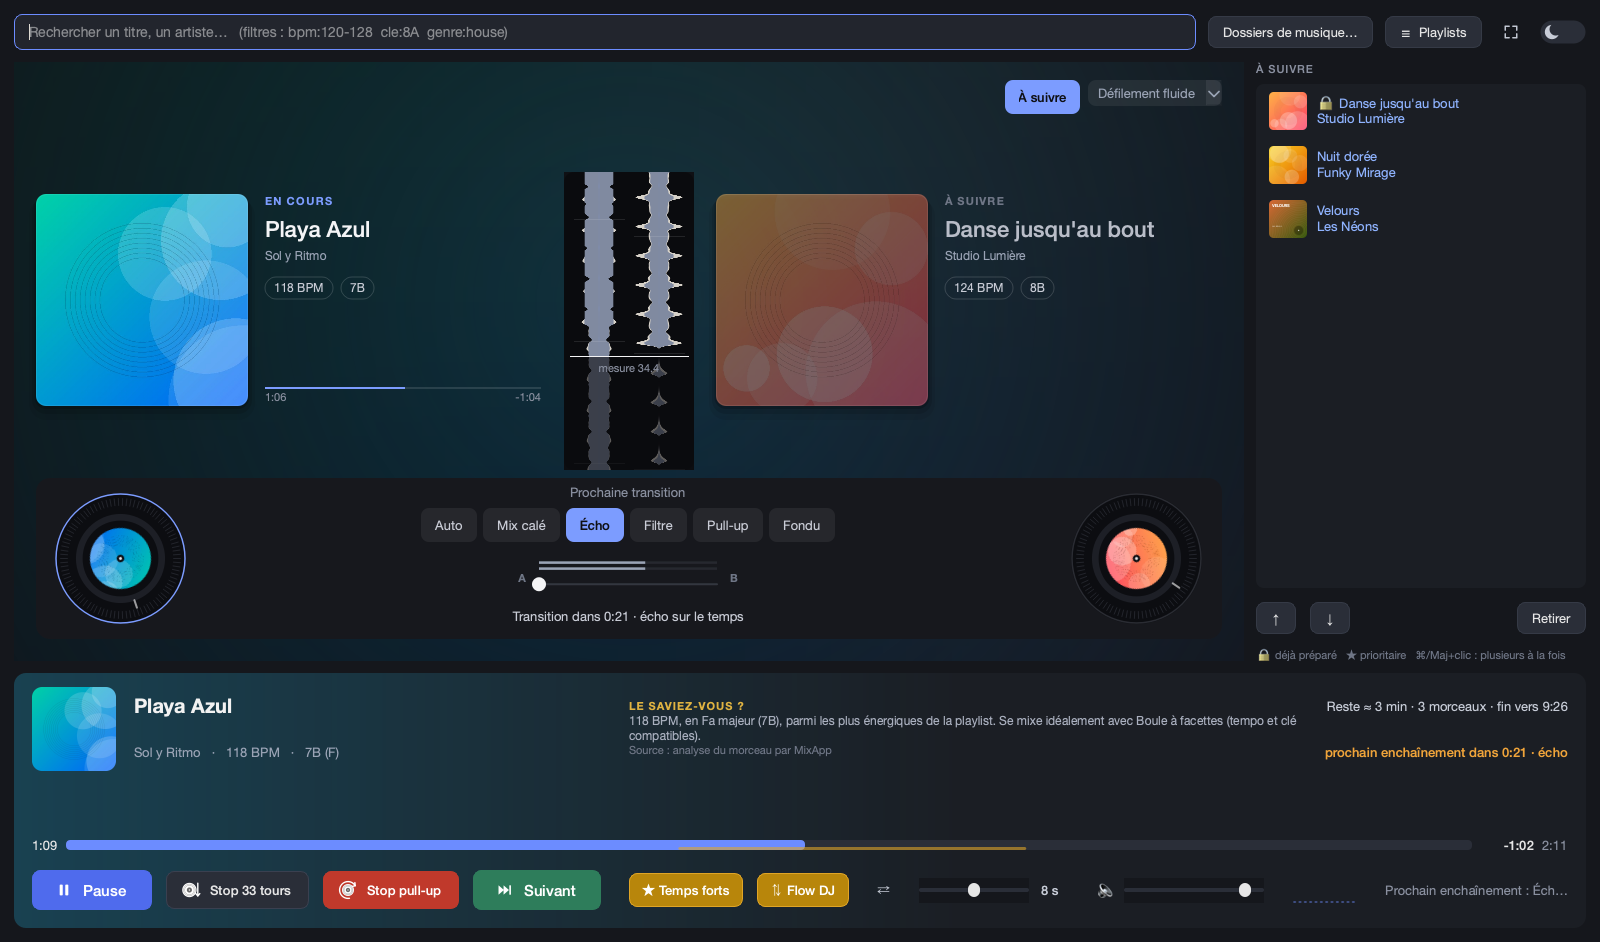 Rechercher un titre, un artiste… (filtres : bpm:120-128 cle:8A genre:house)
Dossiers de musique…
≡ Playlists
À SUIVRE
À suivre
Défilement fluide
🔒 Danse jusqu'au bout
Studio Lumière
Nuit dorée
Funky Mirage
VELOURS
Velours
Les Néons
EN COURS
Playa Azul
Sol y Ritmo
118 BPM
7B
1:06
-1:04
mesure 34,4
À SUIVRE
Danse jusqu'au bout
Studio Lumière
124 BPM
8B
Prochaine transition
Auto
Mix calé
Écho
Filtre
Pull-up
Fondu
A
B
Transition dans 0:21 · écho sur le temps
↑
↓
Retirer
🔒 déjà préparé ★ prioritaire ⌘/Maj+clic : plusieurs à la fois
Playa Azul
Sol y Ritmo · 118 BPM · 7B (F)
LE SAVIEZ-VOUS ?
118 BPM, en Fa majeur (7B), parmi les plus énergiques de la playlist. Se mixe idéalement avec Boule à facettes (tempo et clé
compatibles).
Source : analyse du morceau par MixApp
Reste ≈ 3 min · 3 morceaux · fin vers 9:26
prochain enchaînement dans 0:21 · écho
1:09
-1:02 2:11
Pause
Stop 33 tours
Stop pull-up
Suivant
★ Temps forts
⇅ Flow DJ
⇄
8 s
Prochain enchaînement : Éch…